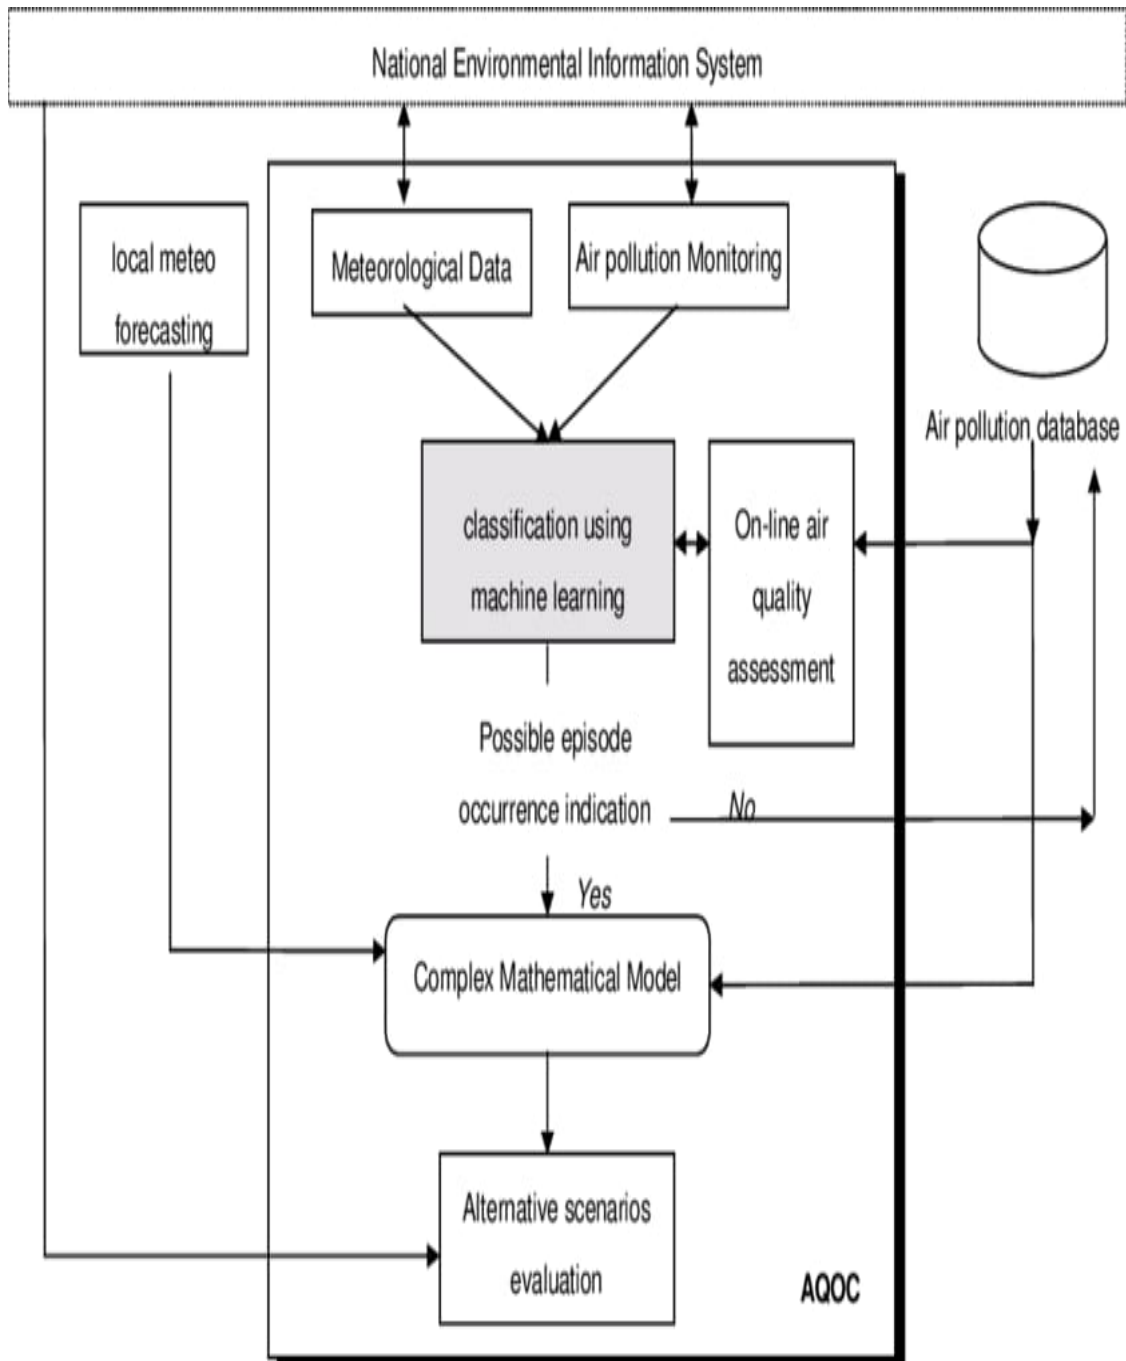 National Environmental Information System
local meteo
forecasting
Meteorological Data
Air pollution Monitoring
Air pollution database
classification using
machine learning
On-line air
quality
assessment
Possible episode
occurrence indication
No
Yes
Complex Mathematical Model
Alternative scenarios
evaluation
AQOC